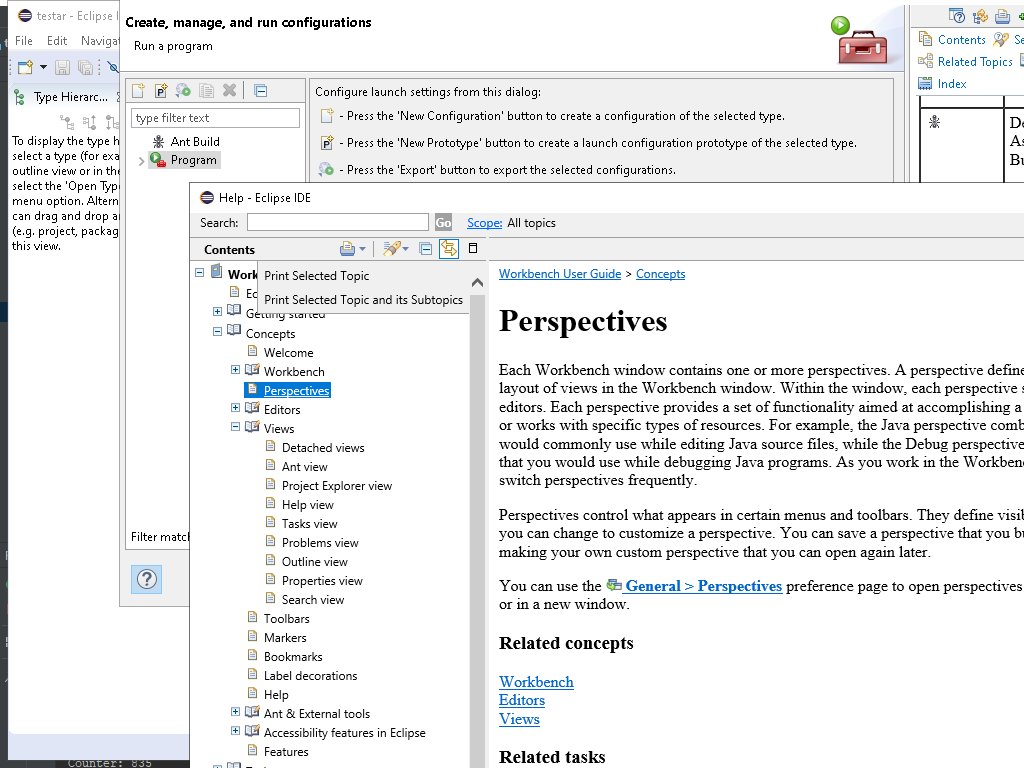 testar - Eclipse
File Edit Navigat
Type Hierarc...
To display the type h
select a type (for exa
outline view or in the
select the 'Open Type
menu option. Altern
can drag and drop a
(e.g. project, packag
this view.
Create, manage, and run configurations
Run a program
type filter text
Ant Build
Program
Filter match
Configure launch settings from this dialog:
- Press the 'New Configuration' button to create a configuration of the selected type.
- Press the 'New Prototype' button to create a launch configuration prototype of the selected type.
- Press the 'Export' button to export the selected configurations.
Contents Se
Related Topics
Index
De
As
Bu
Help - Eclipse IDE
Search: Go Scope: All topics
Contents
Print Selected Topic
Print Selected Topic and its Subtopics
Work
Ec
Getting started
Concepts
Welcome
Workbench
Perspectives
Editors
Views
Detached views
Ant view
Project Explorer view
Help view
Tasks view
Problems view
Outline view
Properties view
Search view
Toolbars
Markers
Bookmarks
Label decorations
Help
Ant & External tools
Accessibility features in Eclipse
Features
Workbench User Guide > Concepts
Perspectives
Each Workbench window contains one or more perspectives. A perspective define
layout of views in the Workbench window. Within the window, each perspective s
editors. Each perspective provides a set of functionality aimed at accomplishing a
or works with specific types of resources. For example, the Java perspective comb
would commonly use while editing Java source files, while the Debug perspective
that you would use while debugging Java programs. As you work in the Workben
switch perspectives frequently.
Perspectives control what appears in certain menus and toolbars. They define visib
you can change to customize a perspective. You can save a perspective that you bu
making your own custom perspective that you can open again later.
You can use the General > Perspectives preference page to open perspectives
or in a new window.
Related concepts
Workbench
Editors
Views
Related tasks
Counter: 835